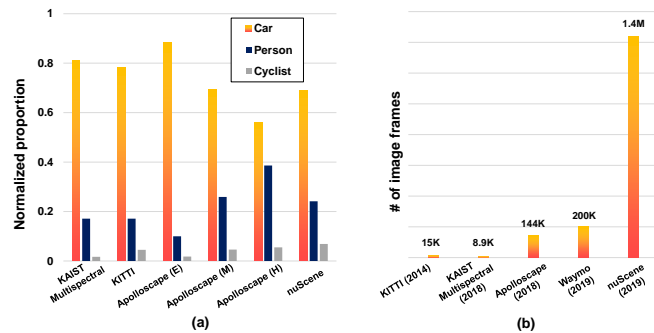 1
0.8
0.6
0.4
0.2
0
Normalized proportion
Car
Person
Cyclist
KAIST
Multispectral
KITTI
Apolloscape (E)
Apolloscape (M)
Apolloscape (H)
nuScene
(a)
# of image frames
15K
8.9K
144K
200K
1.4M
KITTI (2014)
KAIST
Multispectral
(2018)
Apolloscape
(2018)
Waymo
(2019)
nuScene
(2019)
(b)